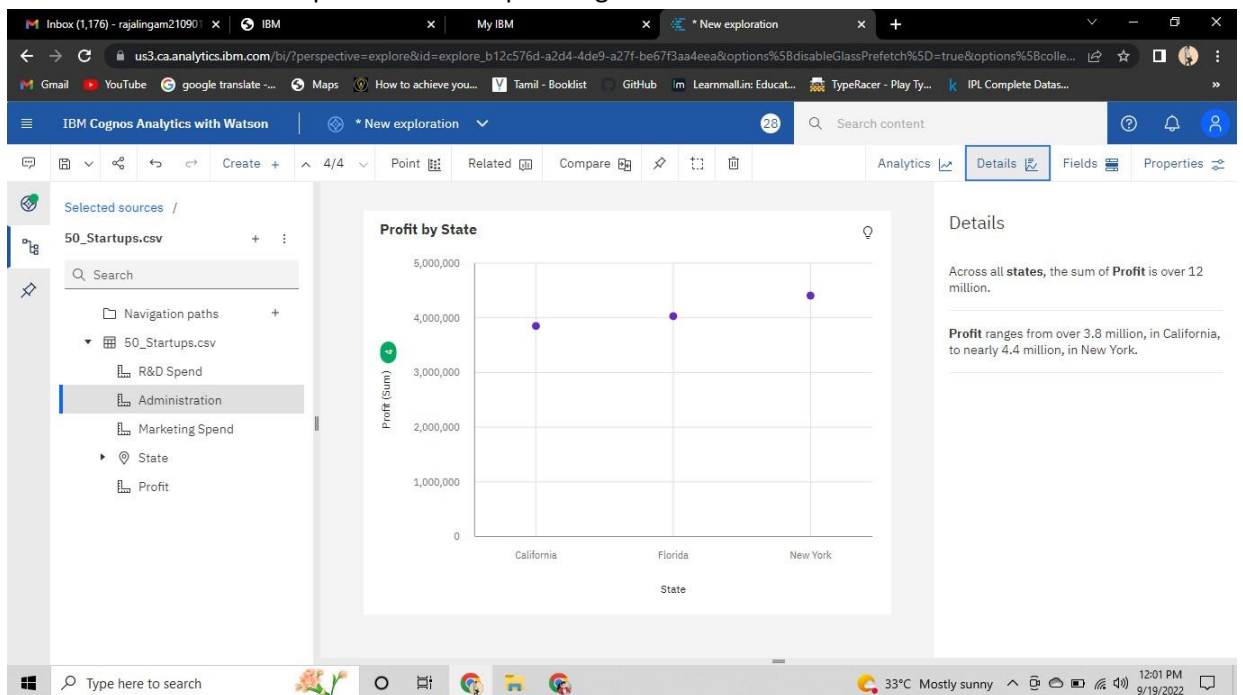 Inbox (1,176) - rajalingam210901
IBM
My IBM
* New exploration
us3.ca.analytics.ibm.com/bi/?perspective=explore&id=explore_b12c576d-a2d4-4de9-a27f-be67f3aa4eea&options%5BdisableGlassPrefetch%5D=true&options%5Bcolle...
Gmail YouTube google translate -... Maps How to achieve you... Tamil - Booklist GitHub Learnmall.in: Educat... TypeRacer - Play Ty... IPL Complete Datas... »
IBM Cognos Analytics with Watson * New exploration 28 Search content
Create + 4/4 Point Related Compare Analytics Details Fields Properties
Selected sources /
50_Startups.csv
Search
Navigation paths +
50_Startups.csv
R&D Spend
Administration
Marketing Spend
State
Profit
Profit by State
5,000,000
4,000,000
3,000,000
2,000,000
1,000,000
0
Profit (Sum)
California Florida New York
State
Details
Across all states, the sum of Profit is over 12
million.
Profit ranges from over 3.8 million, in California,
to nearly 4.4 million, in New York.
Type here to search
33°C Mostly sunny
12:01 PM
9/19/2022